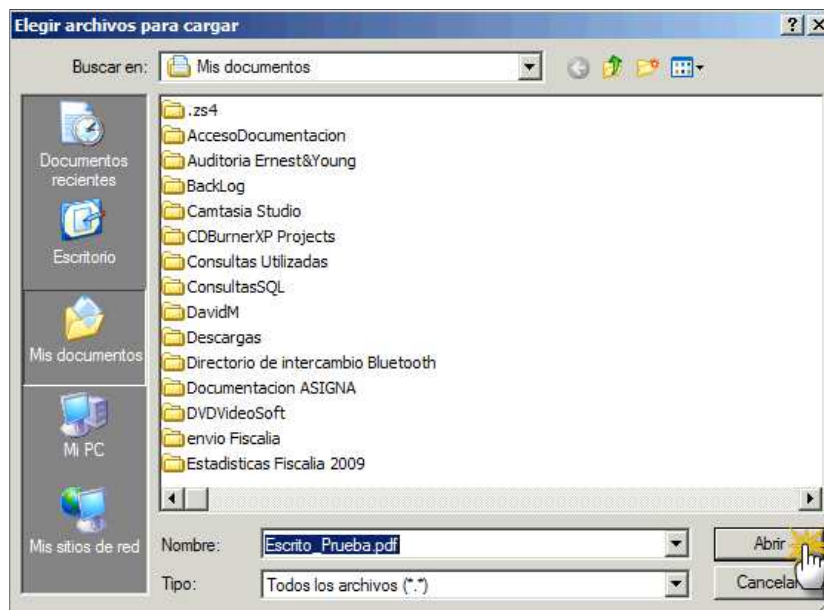 Elegir archivos para cargar
Buscar en: Mis documentos
Documentos
recientes
Escritorio
Mis documentos
Mi PC
Mis sitios de red
.zs4
AccesoDocumentacion
Auditoria Ernest&Young
BackLog
Camtasia Studio
CDBurnerXP Projects
Consultas Utilizadas
ConsultasSQL
DavidM
Descargas
Directorio de intercambio Bluetooth
Documentacion ASIGNA
DVDVideoSoft
envio Fiscalia
Estadisticas Fiscalia 2009
Nombre: Escrito_Prueba.pdf Abrir
Tipo: Todos los archivos (*.*) Cancelar